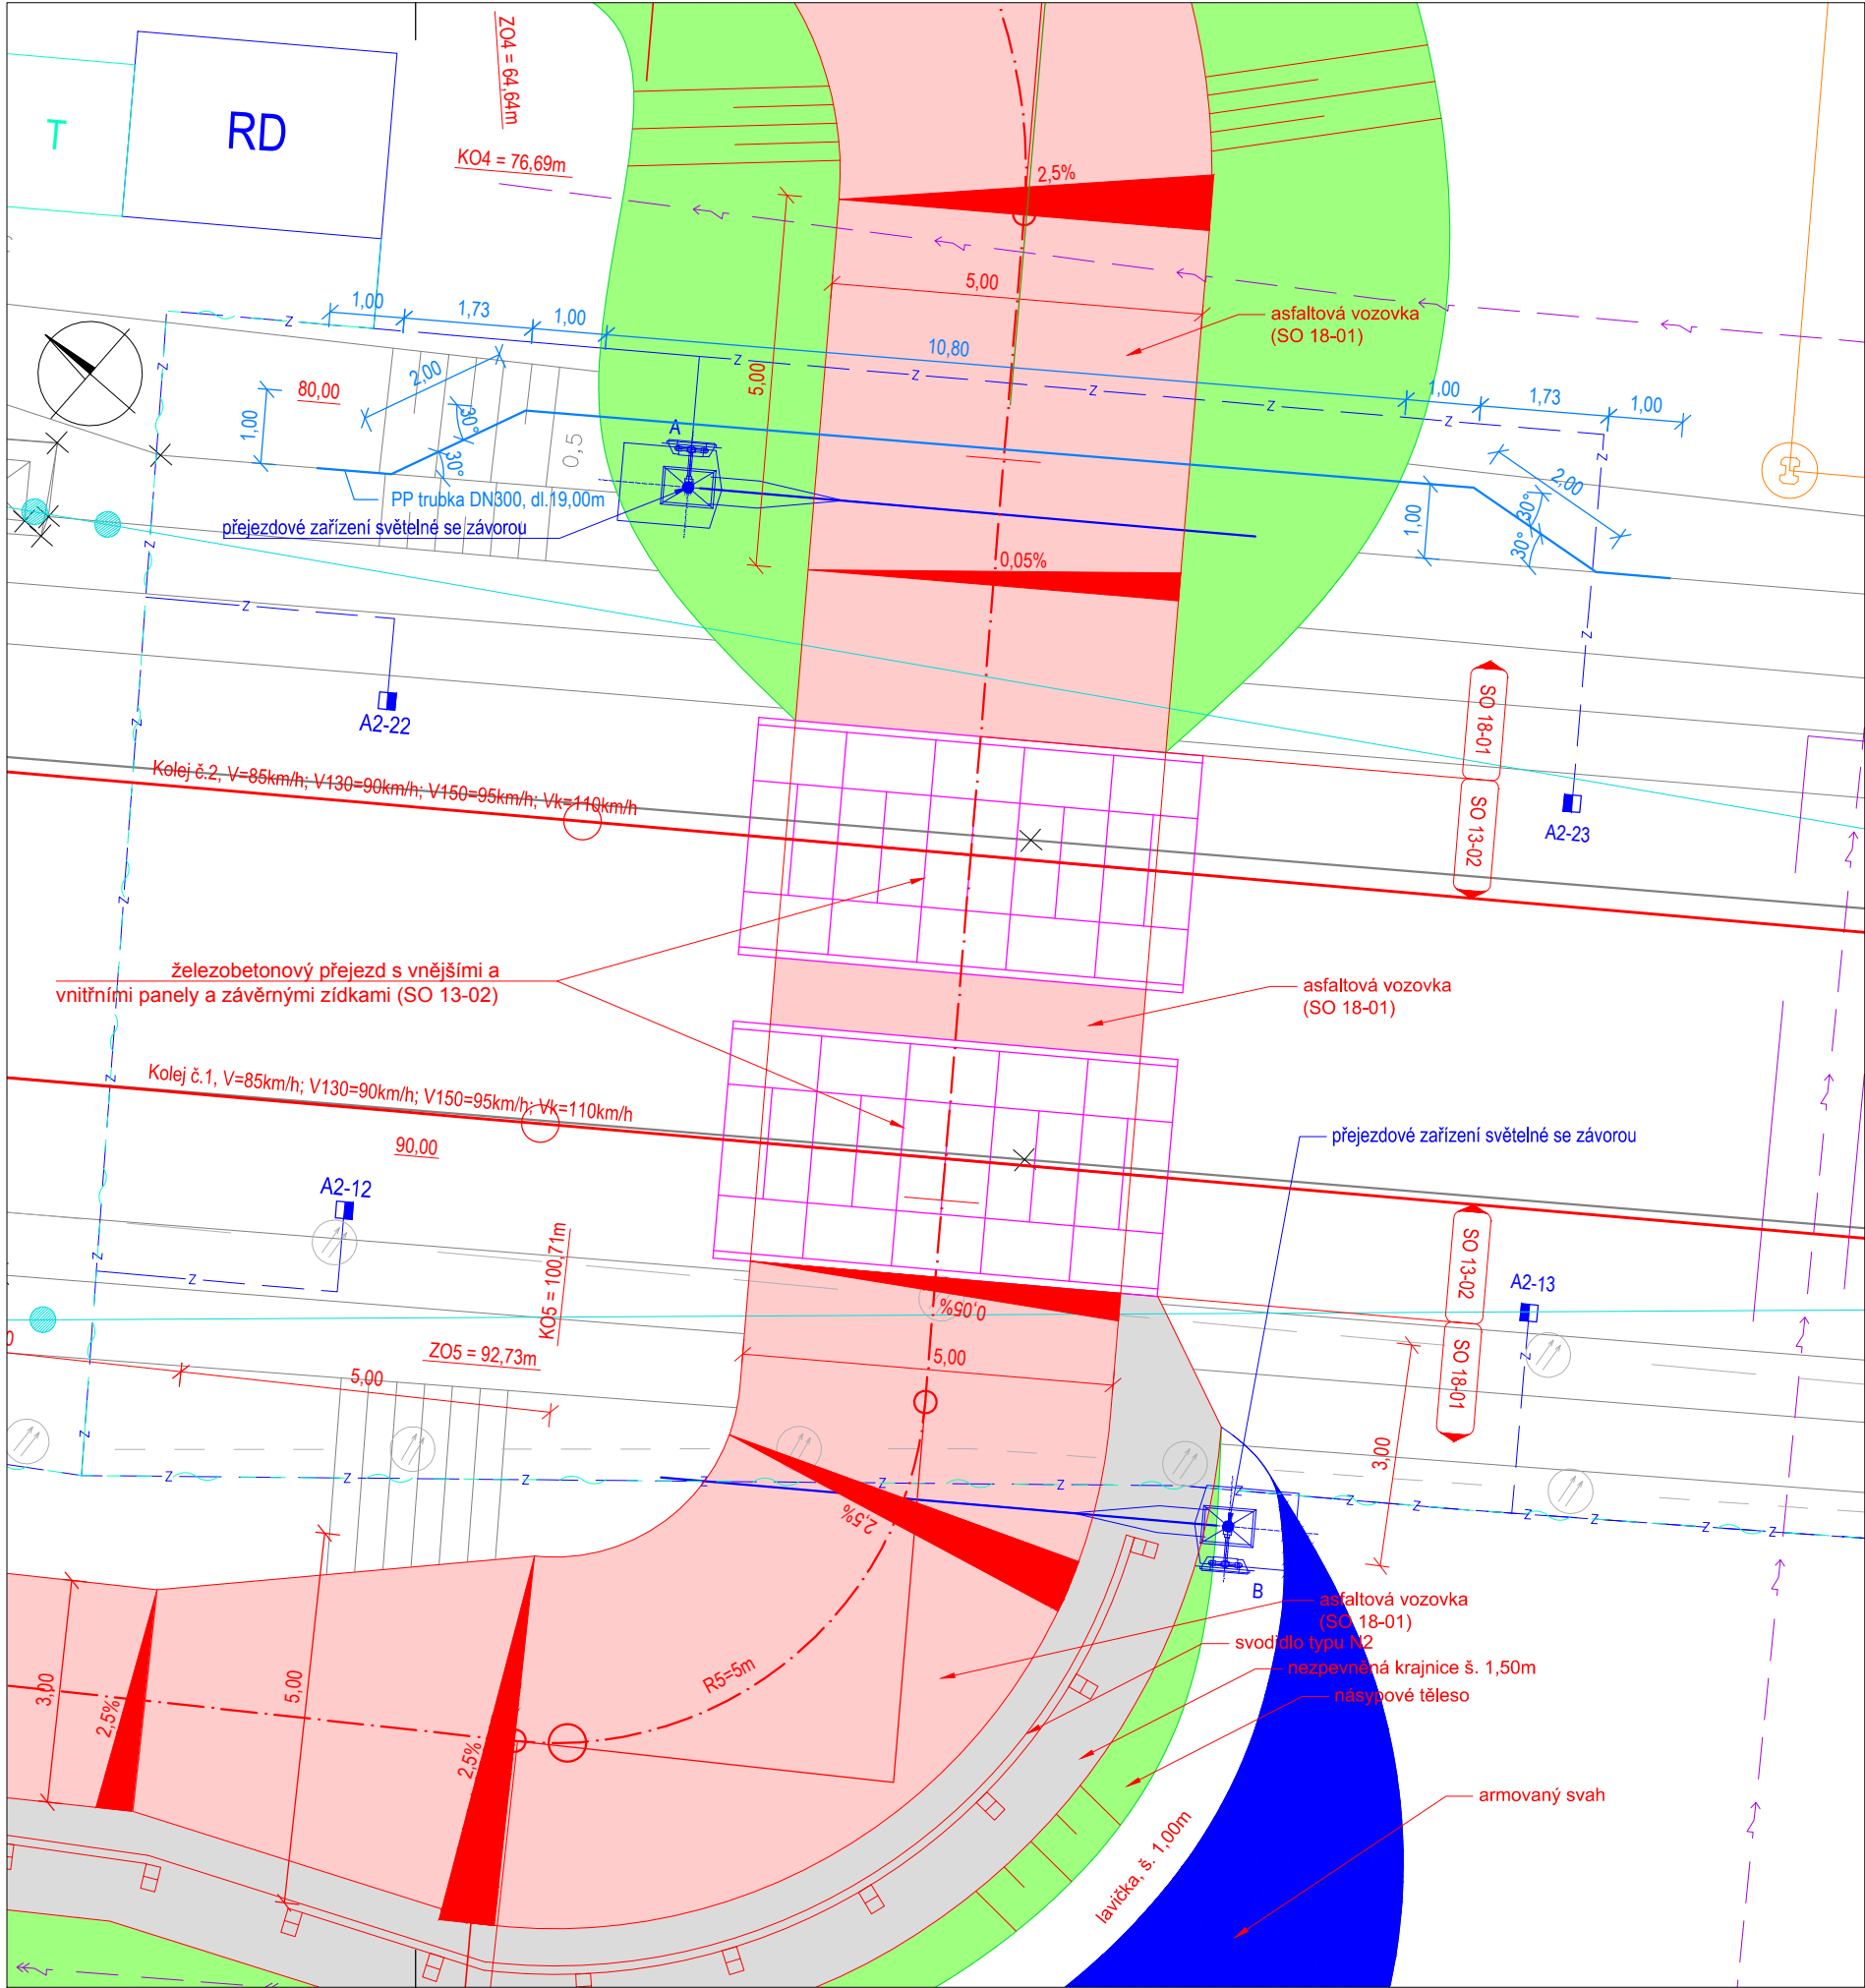 ZO4 = 64,64m
T
RD
KO4 = 76,69m
2,5%
5,00
asfaltová vozovka
(SO 18-01)
1,00
1,73
1,00
10,80
1,00
1,73
1,00
80,00
2,00
5,00
1,00
30°
30°
0,5
A
PP trubka DN300, dl.19,00m
přejezdové zařízení světelné se závorou
2,00
1,00
30°
30°
0,05%
Z
Z
Z
Z
Z
Z
Z
Z
Z
Z
Z
A2-22
SO 18-01
SO 13-02
A2-23
Kolej č.2, V=85km/h; V130=90km/h; V150=95km/h; Vk=110km/h
železobetonový přejezd s vnějšími a
vnitřními panely a závěrnými zídkami (SO 13-02)
asfaltová vozovka
(SO 18-01)
Kolej č.1, V=85km/h; V130=90km/h; V150=95km/h; Vk=110km/h
90,00
přejezdové zařízení světelné se závorou
A2-12
KO5 = 100,71m
SO 13-02
SO 18-01
A2-13
0,05%
ZO5 = 92,73m
5,00
5,00
3,00
Z
Z
Z
Z
Z
Z
Z
Z
Z
Z
2,5%
B
asfaltová vozovka
(SO 18-01)
svodidlo typu N2
nezpevněná krajnice š. 1,50m
násypové těleso
R5=5m
3,00
5,00
2,5%
2,5%
armovaný svah
lavička, š. 1,00m